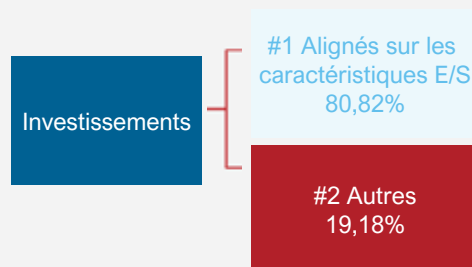 Investissements
#1 Alignés sur les
caractéristiques E/S
80,82%
#2 Autres
19,18%